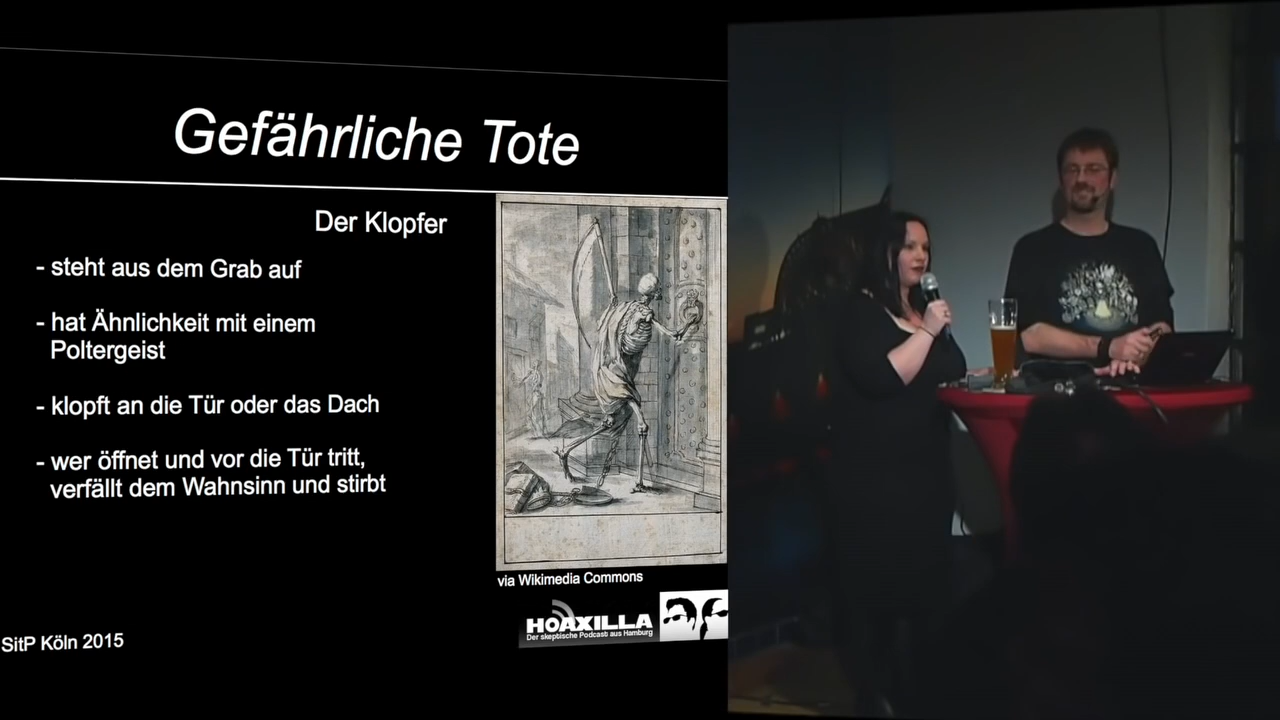 Gefährliche Tote
Der Klopfer
- steht aus dem Grab auf
- hat Ähnlichkeit mit einem
Poltergeist
- klopft an die Tür oder das Dach
- wer öffnet und vor die Tür tritt,
verfällt dem Wahnsinn und stirbt
via Wikimedia Commons
HOAXILLA
Der skeptische Podcast aus Hamburg
SitP Köln 2015